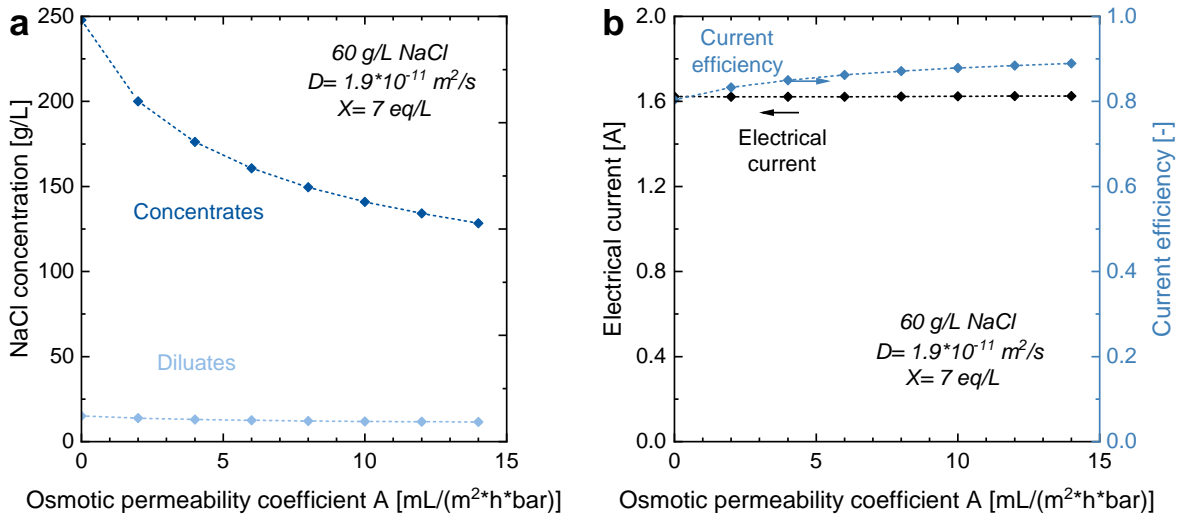 a
250
200
150
100
50
0
NaCl concentration [g/L]
60 g/L NaCl
D= 1.9*10⁻¹¹ m²/s
X= 7 eq/L
Concentrates
Diluates
0 5 10 15
Osmotic permeability coefficient A [mL/(m²*h*bar)]
b
2.0
1.6
1.2
0.8
0.4
0.0
Electrical current [A]
Current
efficiency
Electrical
current
60 g/L NaCl
D= 1.9*10⁻¹¹ m²/s
X= 7 eq/L
1.0
0.8
0.6
0.4
0.2
0.0
Current efficiency [-]
0 5 10 15
Osmotic permeability coefficient A [mL/(m²*h*bar)]